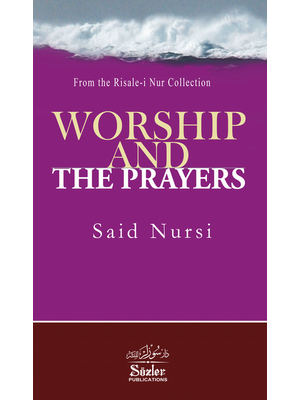 From the Risale-i Nur Collection
WORSHIP
AND
THE PRAYERS
Said Nursi
Sözler
PUBLICATIONS